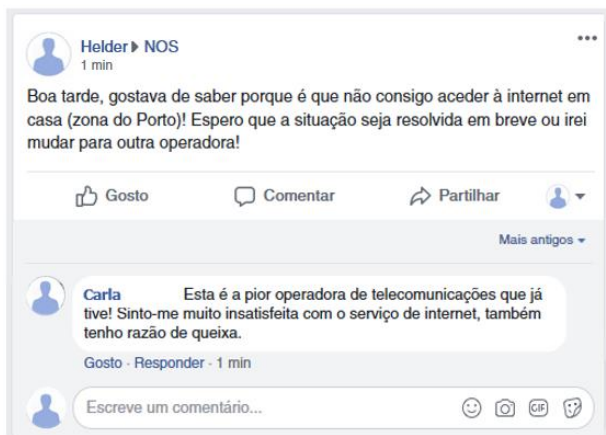 Helder ▸ NOS
1 min
Boa tarde, gostava de saber porque é que não consigo aceder à internet em
casa (zona do Porto)! Espero que a situação seja resolvida em breve ou irei
mudar para outra operadora!
Gosto Comentar Partilhar
Mais antigos
Carla Esta é a pior operadora de telecomunicações que já
tive! Sinto-me muito insatisfeita com o serviço de internet, também
tenho razão de queixa.
Gosto · Responder · 1 min
Escreve um comentário... GIF